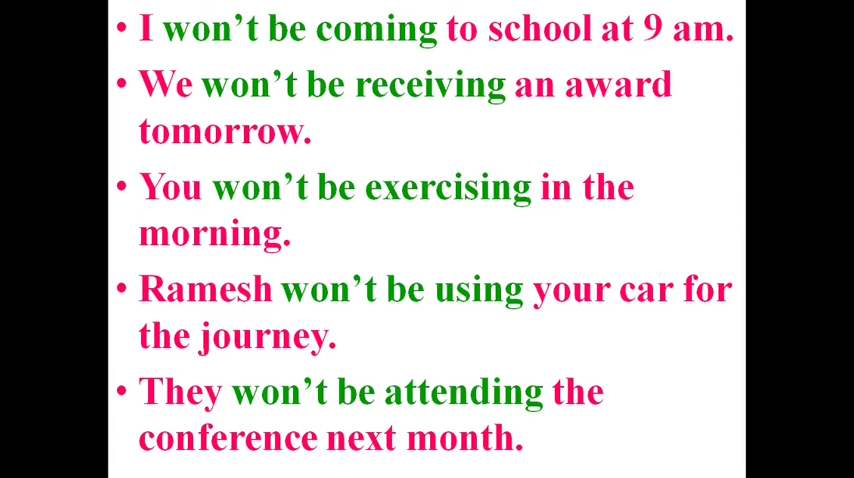 • I won’t be coming to school at 9 am.
• We won’t be receiving an award
tomorrow.
• You won’t be exercising in the
morning.
• Ramesh won’t be using your car for
the journey.
• They won’t be attending the
conference next month.